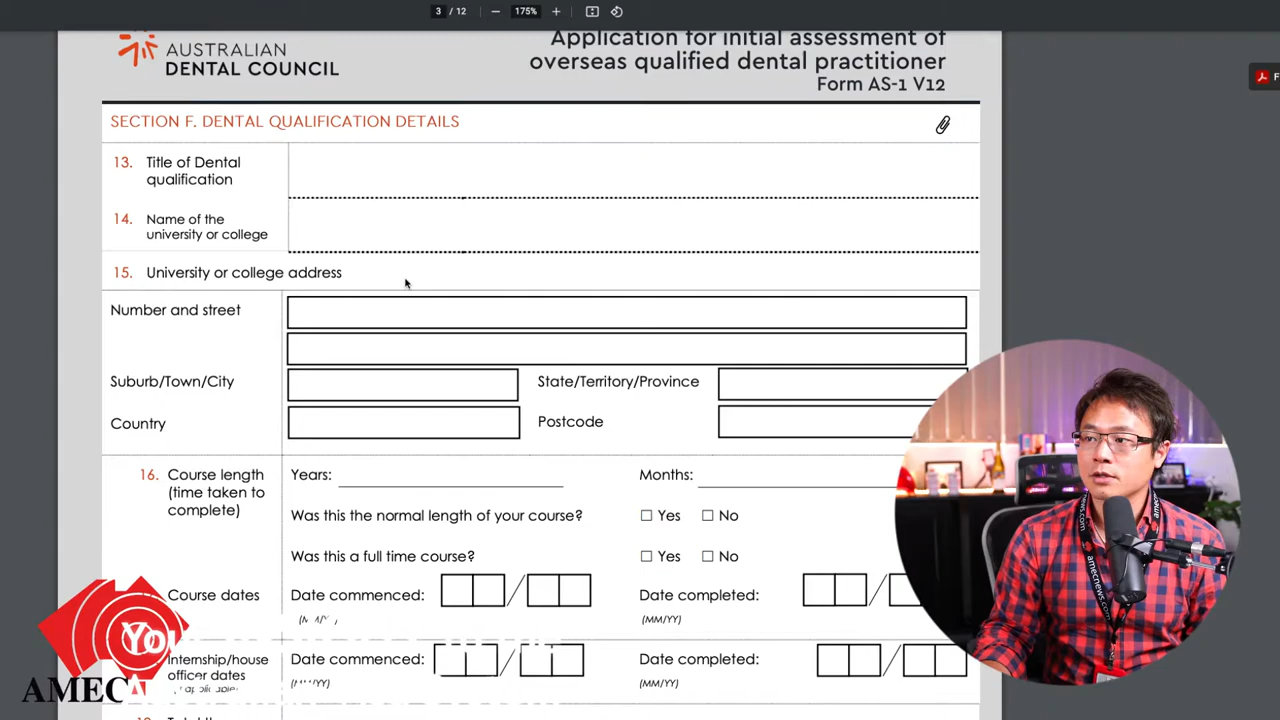 3 / 12
175%
AUSTRALIAN
DENTAL COUNCIL
Application for initial assessment of
overseas qualified dental practitioner
Form AS-1 V12
SECTION F. DENTAL QUALIFICATION DETAILS
13. Title of Dental
qualification
14. Name of the
university or college
15. University or college address
Number and street
Suburb/Town/City
State/Territory/Province
Country
Postcode
16. Course length
(time taken to
complete)
Years:
Months:
Was this the normal length of your course?
Yes
No
Was this a full time course?
Yes
No
Course dates
Date commenced:
/
Date completed:
/
(MM/YY)
Internship/house
officer dates
Date commenced:
/
Date completed:
/
(MM/YY)
(MM/YY)
AMEC
amecnews.com